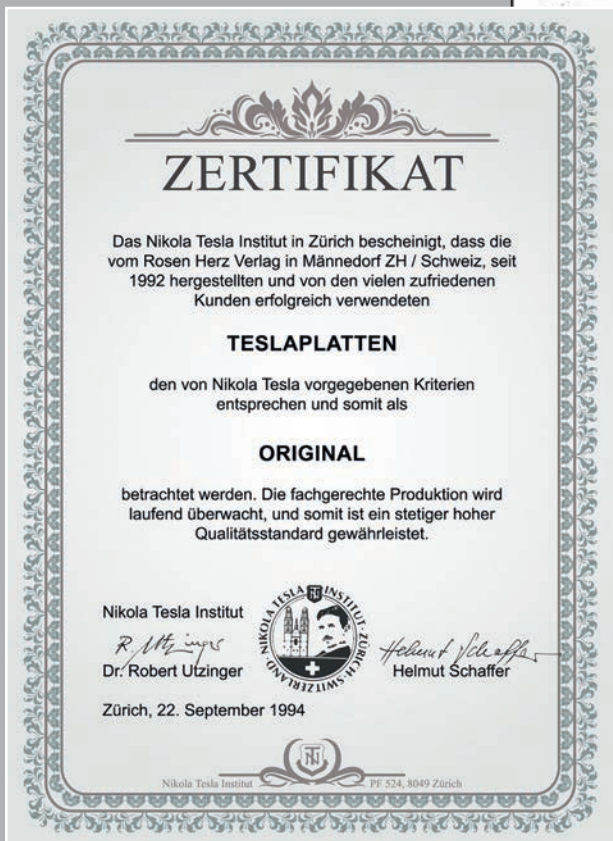 ZERTIFIKAT
Das Nikola Tesla Institut in Zürich bescheinigt, dass die
vom Rosen Herz Verlag in Männedorf ZH / Schweiz, seit
1992 hergestellten und von den vielen zufriedenen
Kunden erfolgreich verwendeten
TESLAPLATTEN
den von Nikola Tesla vorgegebenen Kriterien
entsprechen und somit als
ORIGINAL
betrachtet werden. Die fachgerechte Produktion wird
laufend überwacht, und somit ist ein stetiger hoher
Qualitätsstandard gewährleistet.
Nikola Tesla Institut
NIKOLA TESLA INSTITUT·ZÜRICH·SWITZERLAND·
R. Utzinger
Helmut Schaffer
Dr. Robert Utzinger
Helmut Schaffer
Zürich, 22. September 1994
Nikola Tesla Institut
PF 524, 8049 Zürich